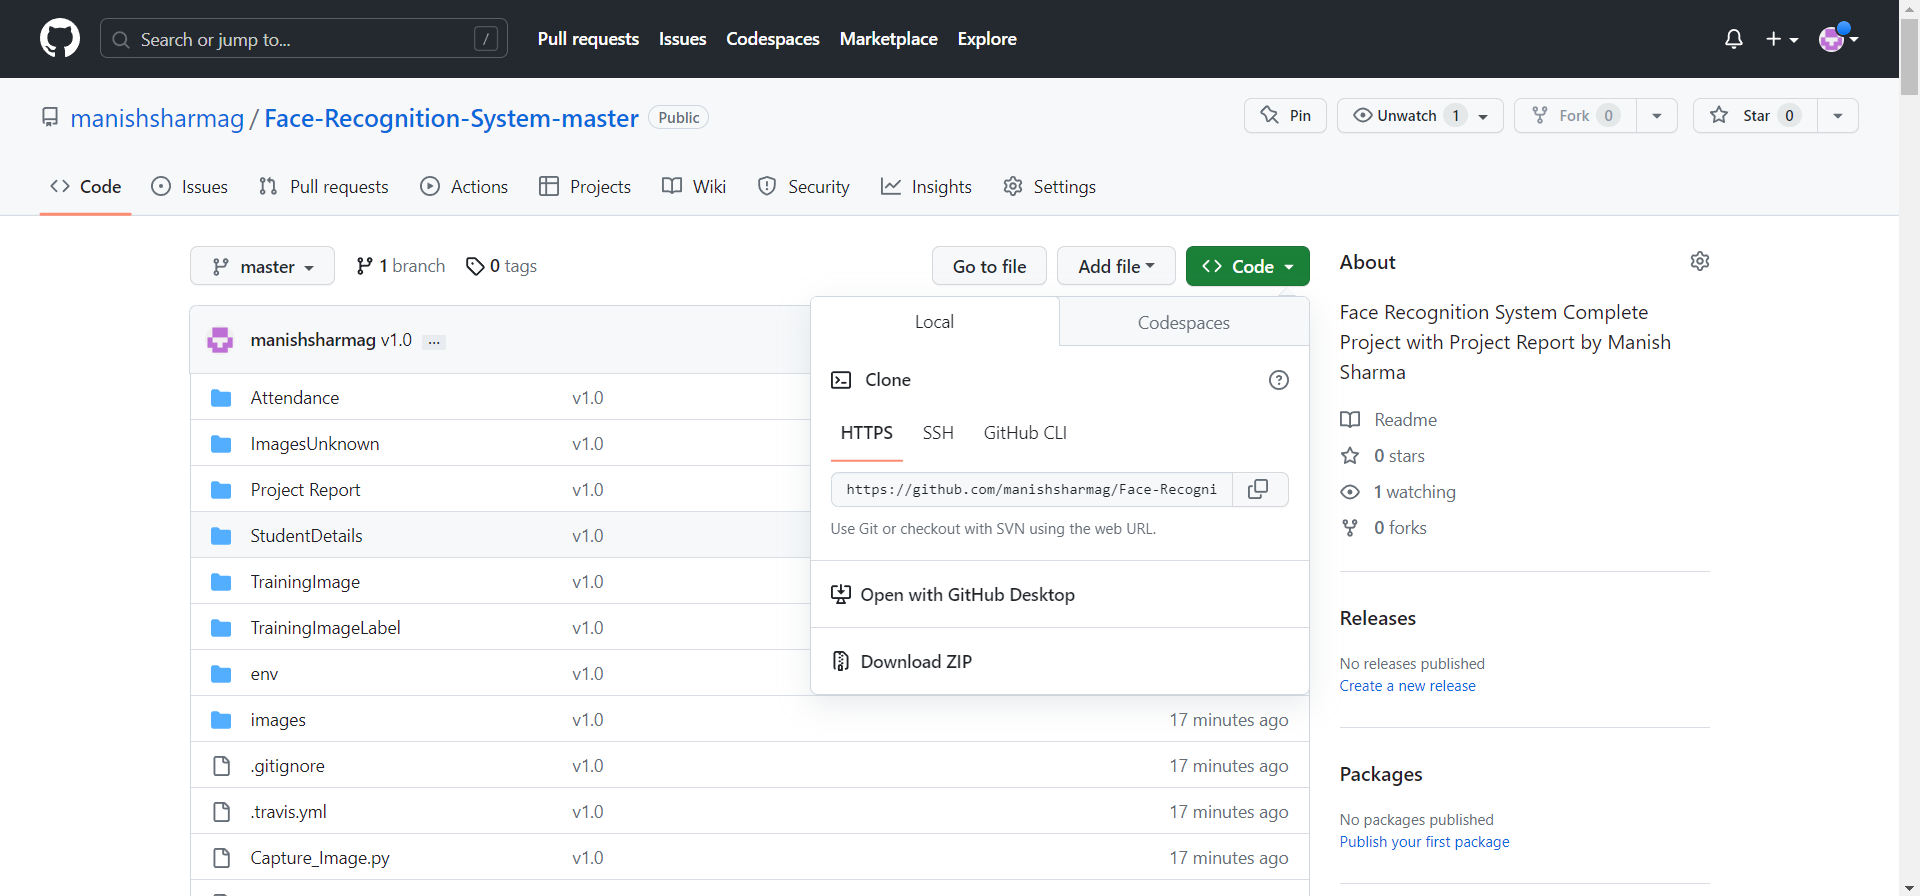 Search or jump to... /
Pull requests Issues Codespaces Marketplace Explore
manishsharmag / Face-Recognition-System-master Public
Pin Unwatch 1 Fork 0 Star 0
Code Issues Pull requests Actions Projects Wiki Security Insights Settings
master 1 branch 0 tags Go to file Add file Code
manishsharmag v1.0 ...
Attendance v1.0
ImagesUnknown v1.0
Project Report v1.0
StudentDetails v1.0
TrainingImage v1.0
TrainingImageLabel v1.0
env v1.0
images v1.0 17 minutes ago
.gitignore v1.0 17 minutes ago
.travis.yml v1.0 17 minutes ago
Capture_Image.py v1.0 17 minutes ago
Local Codespaces
Clone
HTTPS SSH GitHub CLI
https://github.com/manishsharmag/Face-Recogni
Use Git or checkout with SVN using the web URL.
Open with GitHub Desktop
Download ZIP
About
Face Recognition System Complete
Project with Project Report by Manish
Sharma
Readme
0 stars
1 watching
0 forks
Releases
No releases published
Create a new release
Packages
No packages published
Publish your first package